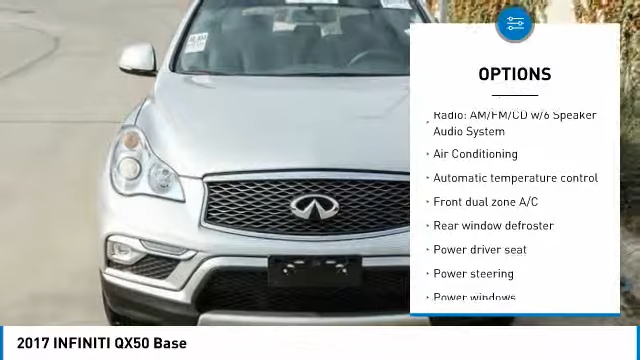 OPTIONS
Radio: AM/FM/CD w/6 Speaker
Audio System
Air Conditioning
Automatic temperature control
Front dual zone A/C
Rear window defroster
Power driver seat
Power steering
Power windows
2017 INFINITI QX50 Base